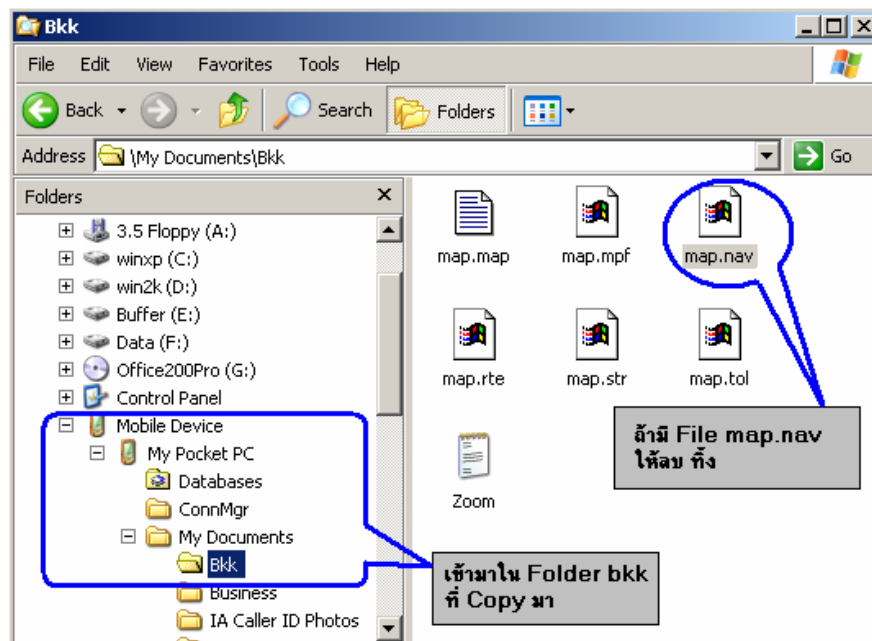 Bkk
File Edit View Favorites Tools Help
Back Search Folders
Address \My Documents\Bkk Go
Folders
3.5 Floppy (A:)
winxp (C:)
win2k (D:)
Buffer (E:)
Data (F:)
Office200Pro (G:)
Control Panel
Mobile Device
My Pocket PC
Databases
ConnMgr
My Documents
Bkk
Business
IA Caller ID Photos
map.map map.mpf map.nav
map.rte map.str map.tol
Zoom
ถ้ามี File map.nav
ให้ลบ ทิ้ง
เข้ามาใน Folder bkk
ที่ Copy มา